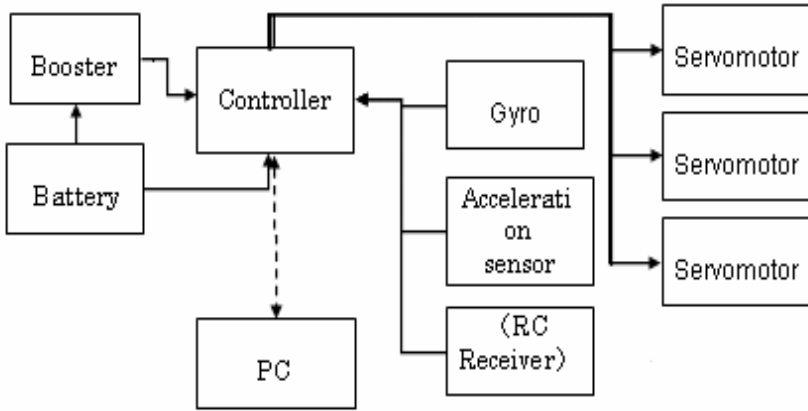 Booster
Controller
Servomotor
Gyro
Battery
Servomotor
Accelerati
on
sensor
Servomotor
(RC
Receiver)
PC